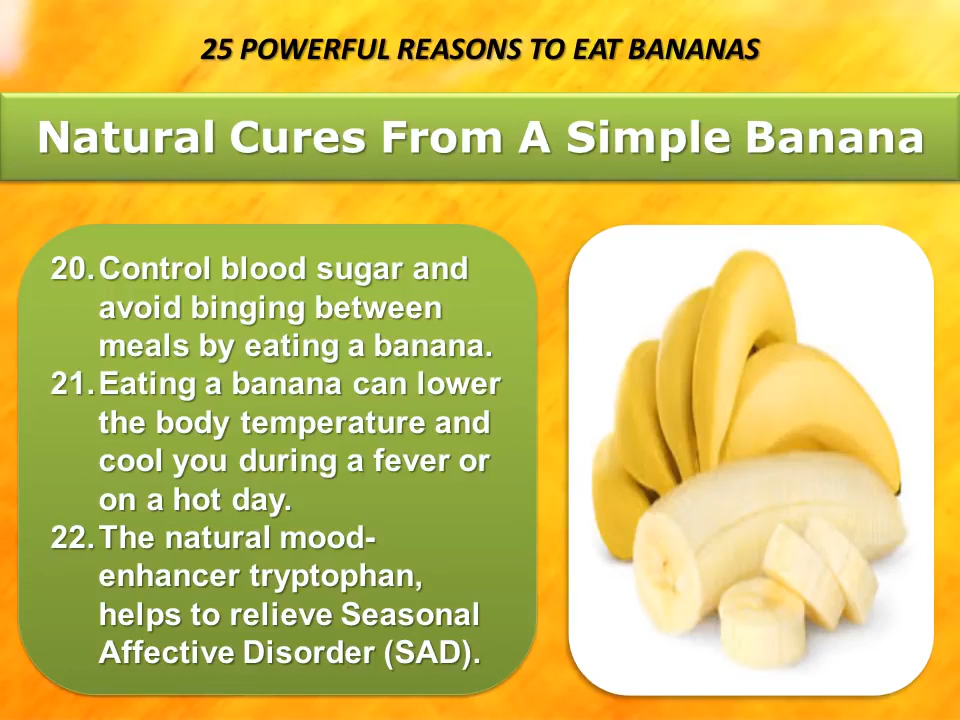 25 POWERFUL REASONS TO EAT BANANAS
Natural Cures From A Simple Banana
20. Control blood sugar and
avoid binging between
meals by eating a banana.
21. Eating a banana can lower
the body temperature and
cool you during a fever or
on a hot day.
22. The natural mood-
enhancer tryptophan,
helps to relieve Seasonal
Affective Disorder (SAD).